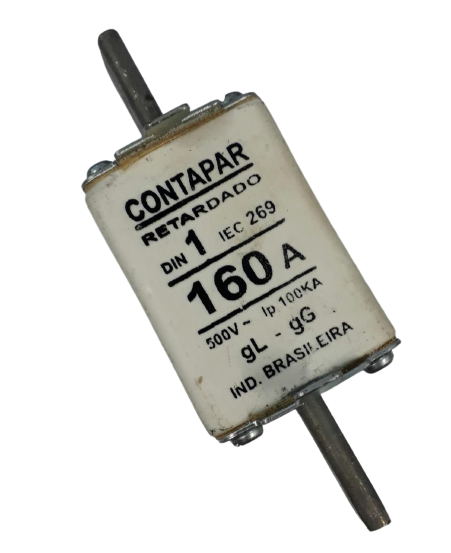 CONTAPAR
RETARDADO
DIN 1 IEC 269
160 A
500V~ Ip 100KA
gL - gG
IND. BRASILEIRA